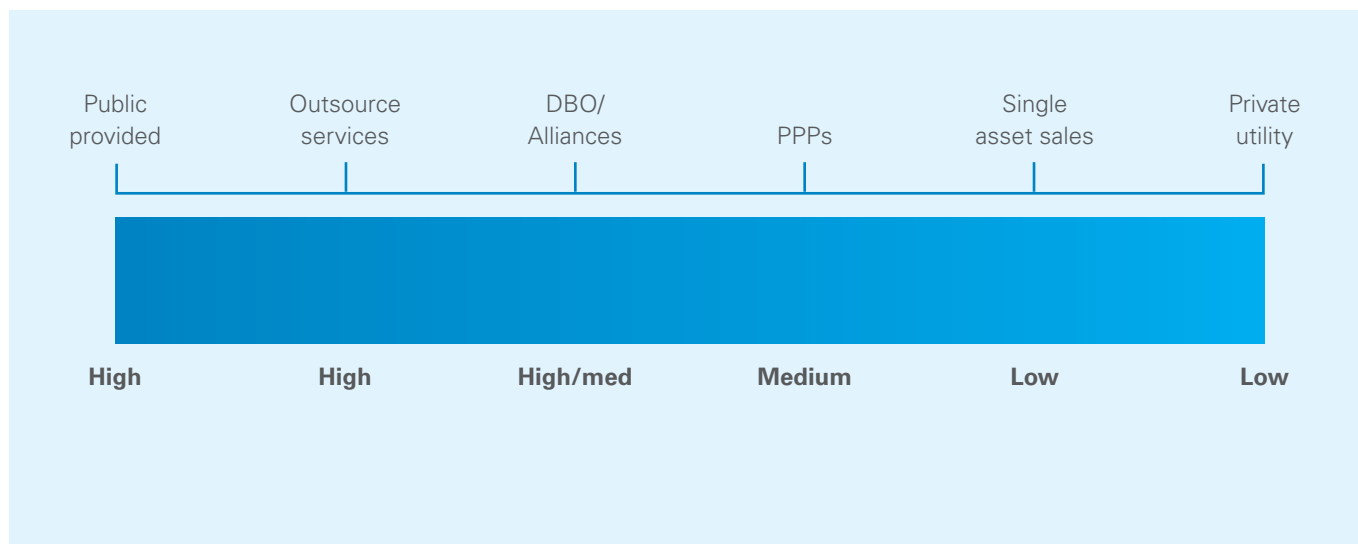 Public
provided
Outsource
services
DBO/
Alliances
PPPs
Single
asset sales
Private
utility
High
High
High/med
Medium
Low
Low